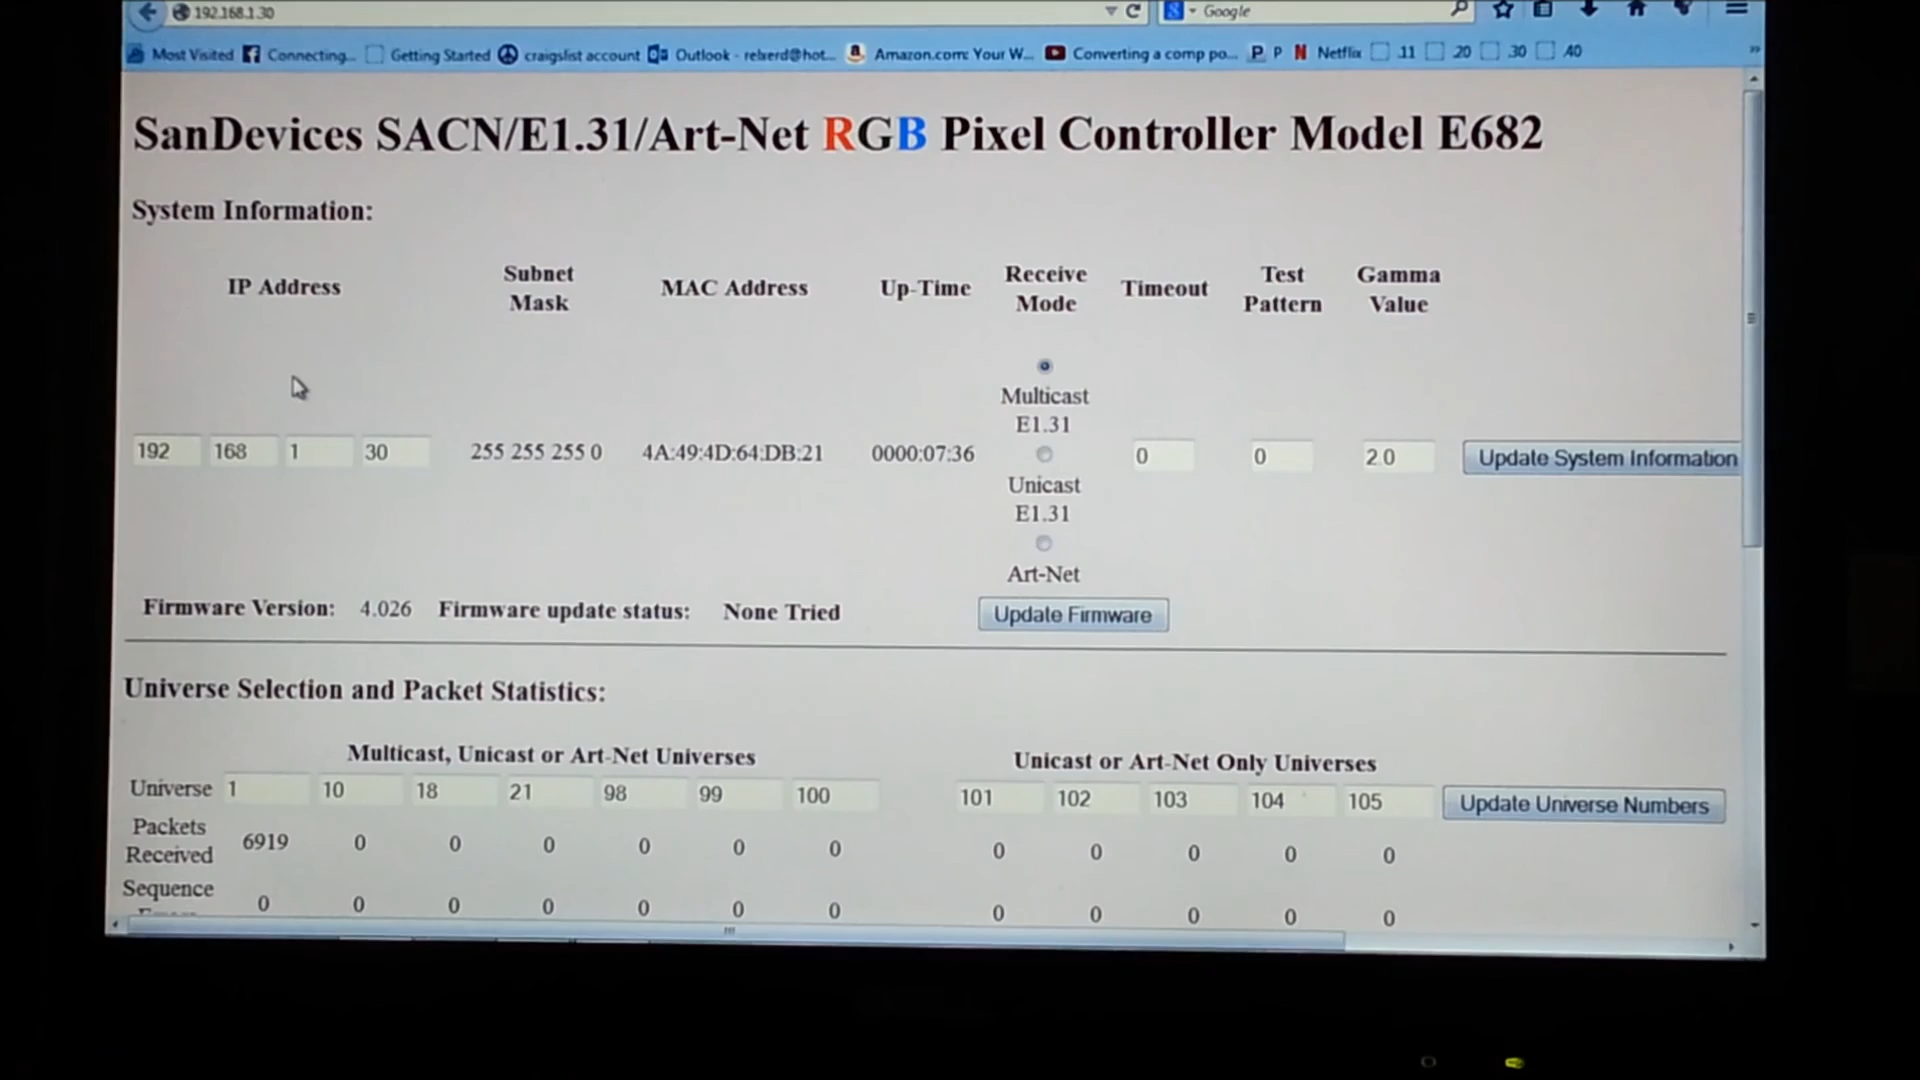 192.168.1.30
Google
Most Visited Connecting... Getting Started craigslist account Outlook - relxerd@hot... Amazon.com: Your W... Converting a comp po... P Netflix .11 .20 .30 .40
SanDevices SACN/E1.31/Art-Net RGB Pixel Controller Model E682
System Information:
IP Address Subnet Mask MAC Address Up-Time Receive Mode Timeout Test Pattern Gamma Value
Multicast
E1.31
192 168 1 30 255 255 255 0 4A:49:4D:64:DB:21 0000:07:36 0 0 2.0 Update System Information
Unicast
E1.31
Art-Net
Firmware Version: 4.026 Firmware update status: None Tried Update Firmware
Universe Selection and Packet Statistics:
Multicast, Unicast or Art-Net Universes Unicast or Art-Net Only Universes
Universe 1 10 18 21 98 99 100 101 102 103 104 105 Update Universe Numbers
Packets Received 6919 0 0 0 0 0 0 0 0 0 0 0
Sequence 0 0 0 0 0 0 0 0 0 0 0 0